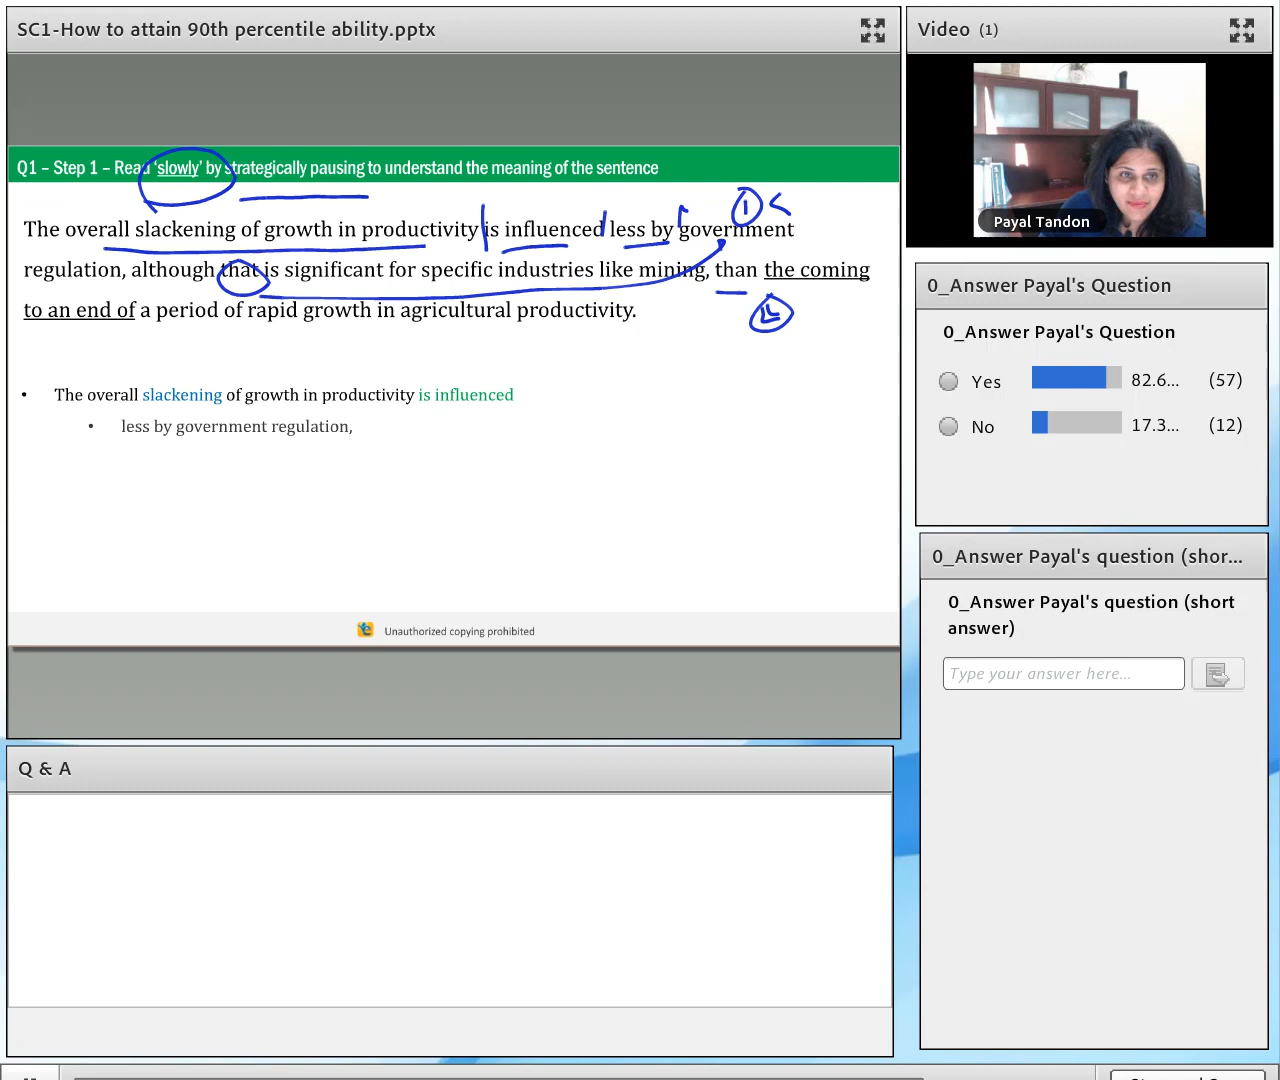 SC1-How to attain 90th percentile ability.pptx
Video (1)
Payal Tandon
Q1 – Step 1 – Read 'slowly' by strategically pausing to understand the meaning of the sentence
1 <
The overall slackening of growth in productivity is influenced less by government
regulation, although that is significant for specific industries like mining, than the coming
to an end of a period of rapid growth in agricultural productivity.
• The overall slackening of growth in productivity is influenced
• less by government regulation,
Unauthorized copying prohibited
0_Answer Payal's Question
0_Answer Payal's Question
Yes 82.6... (57)
No 17.3... (12)
0_Answer Payal's question (shor...
0_Answer Payal's question (short
answer)
Type your answer here...
Q & A